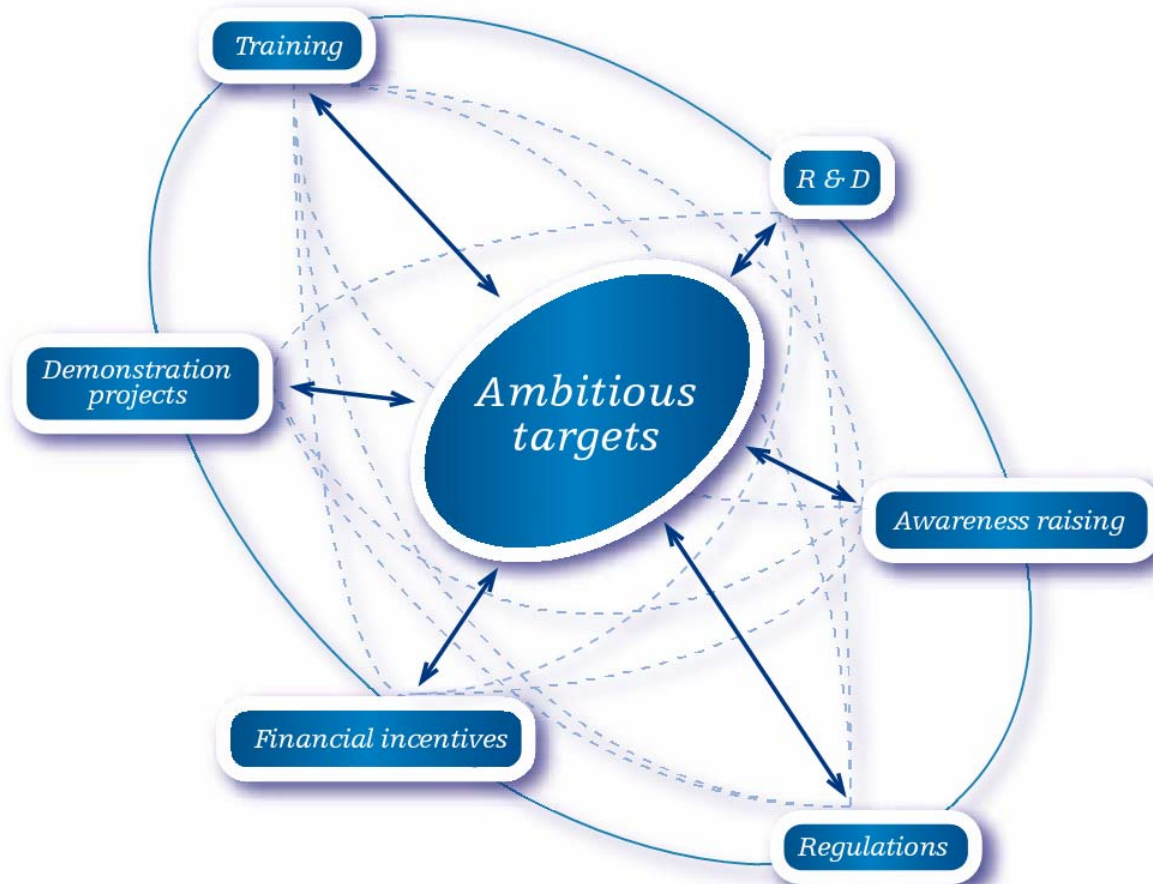 Training
R & D
Demonstration
projects
Ambitious
targets
Awareness raising
Financial incentives
Regulations